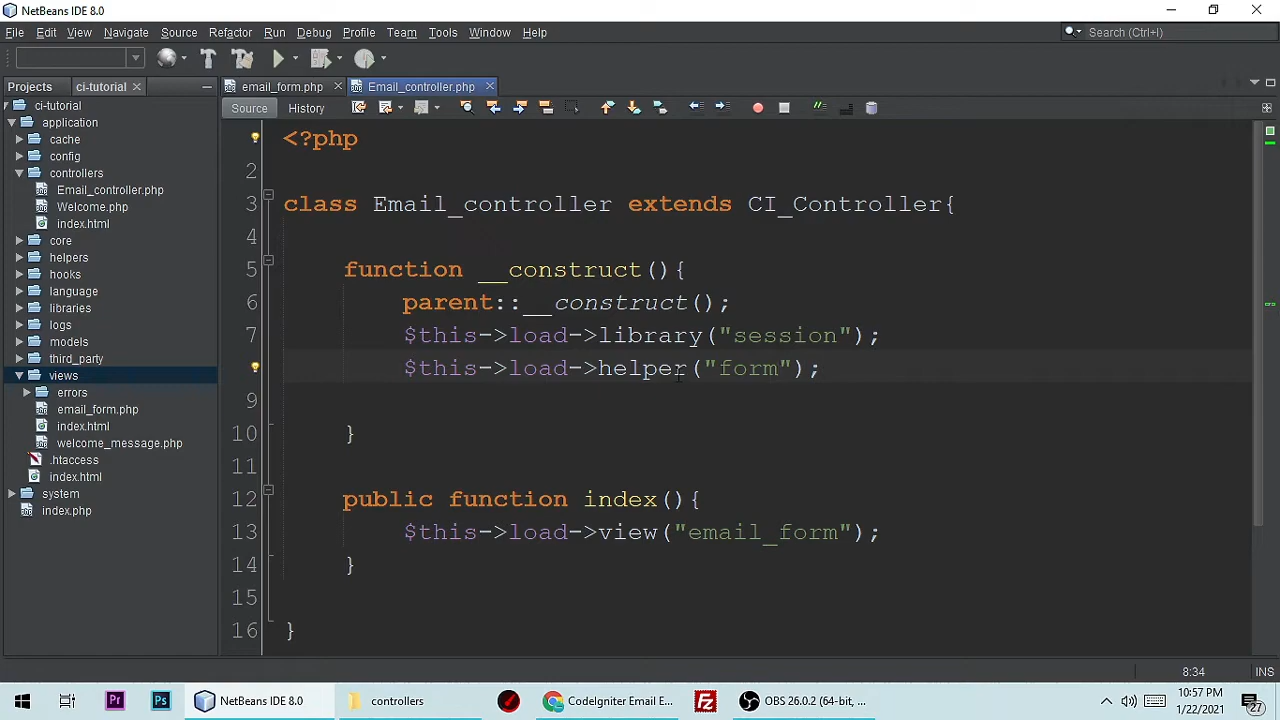 NetBeans IDE 8.0
File Edit View Navigate Source Refactor Run Debug Profile Team Tools Window Help
Search (Ctrl+I)
Projects ci-tutorial
email_form.php Email_controller.php
Source History
ci-tutorial
application
cache
config
controllers
Email_controller.php
Welcome.php
index.html
core
helpers
hooks
language
libraries
logs
models
third_party
views
errors
email_form.php
index.html
welcome_message.php
.htaccess
index.html
system
index.php
<?php
2
3 class Email_controller extends CI_Controller{
4
5 function __construct(){
6 parent::__construct();
7 $this->load->library("session");
$this->load->helper("form");
9
10 }
11
12 public function index(){
13 $this->load->view("email_form");
14 }
15
16 }
8:34 INS
Pr Ps NetBeans IDE 8.0 controllers CodeIgniter Email E... OBS 26.0.2 (64-bit, ...
10:57 PM
1/22/2021
27